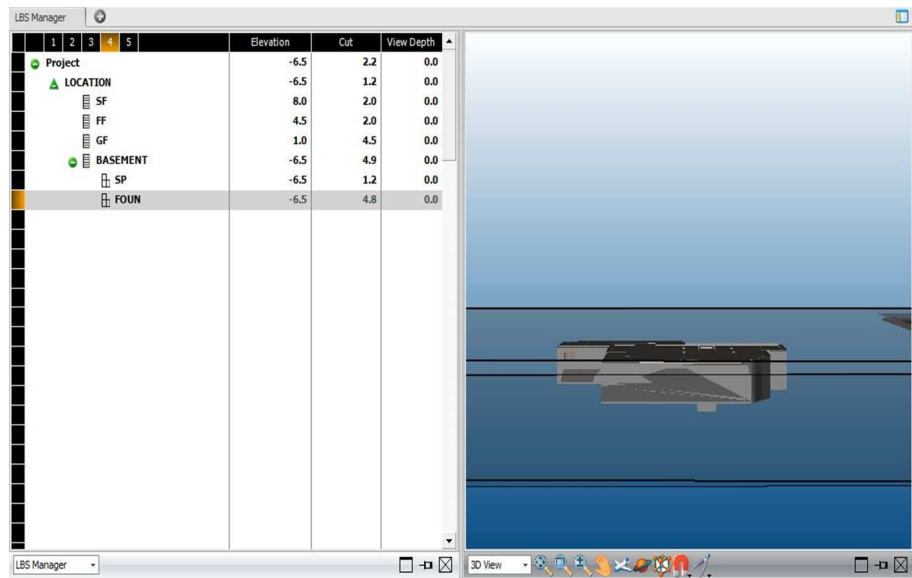 LBS Manager
1 2 3 4 5 Elevation Cut View Depth
Project -6.5 2.2 0.0
LOCATION -6.5 1.2 0.0
SF 8.0 2.0 0.0
FF 4.5 2.0 0.0
GF 1.0 4.5 0.0
BASEMENT -6.5 4.9 0.0
SP -6.5 1.2 0.0
FOUN -6.5 4.8 0.0
LBS Manager 3D View